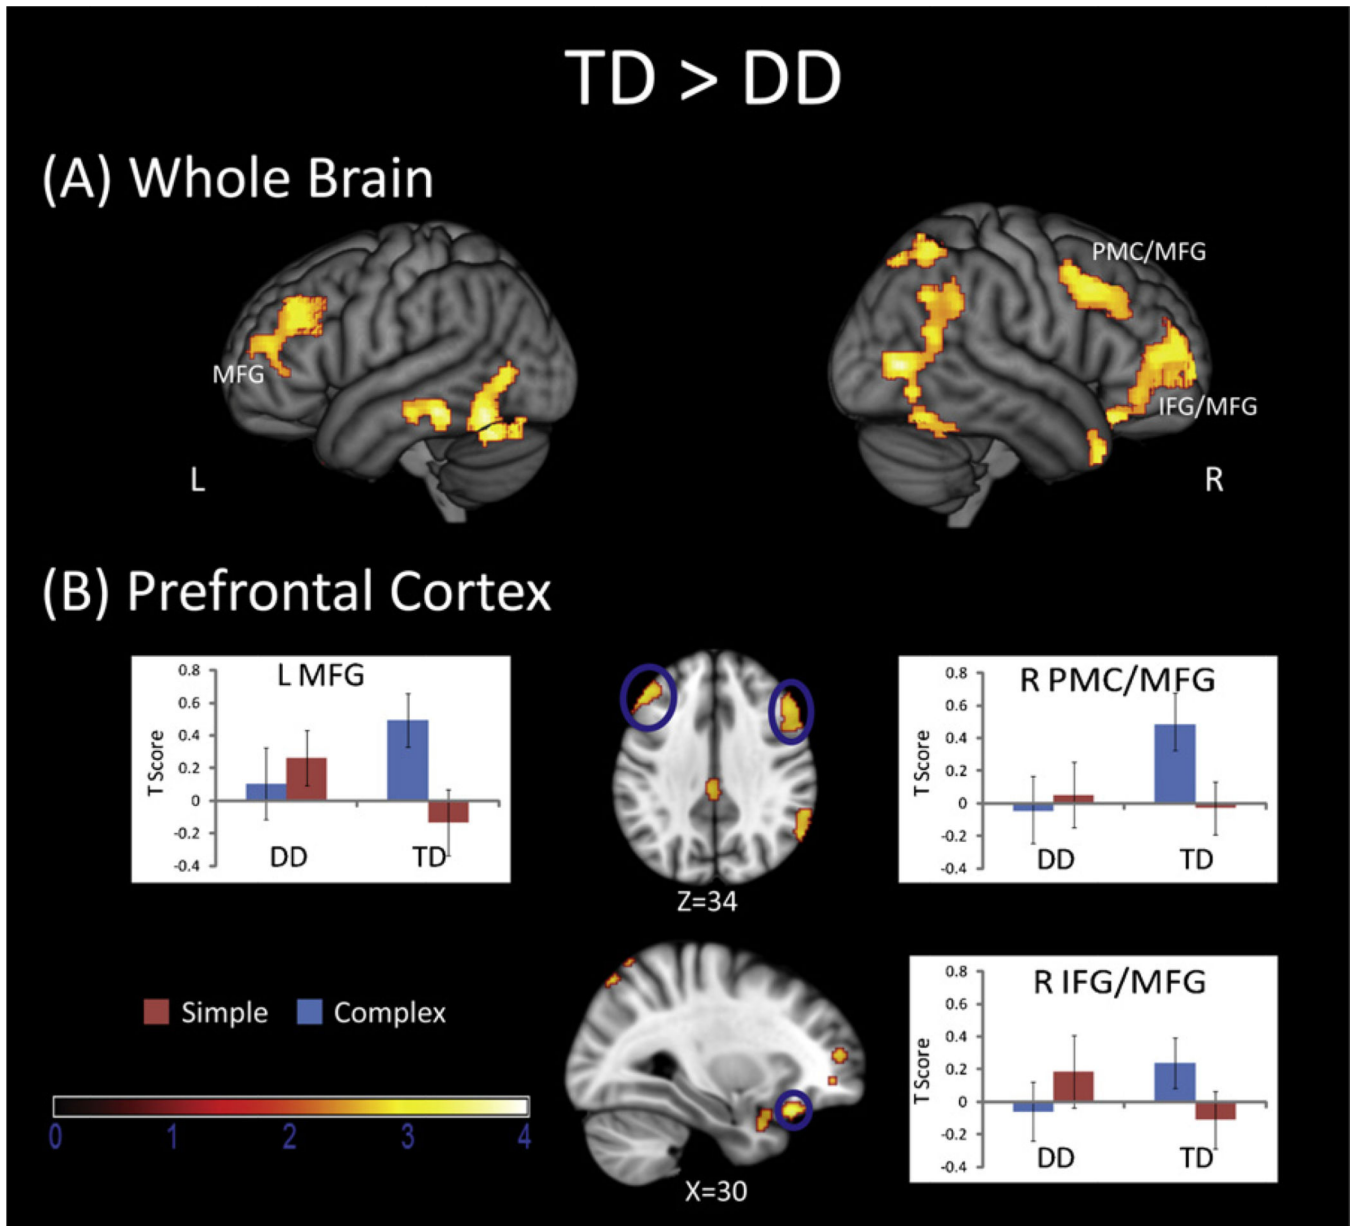 TD > DD
(A) Whole Brain
PMC/MFG
MFG
IFG/MFG
L
R
(B) Prefrontal Cortex
L MFG
T Score
0.8
0.6
0.4
0.2
0
-0.2
-0.4
DD TD
Z=34
R PMC/MFG
T Score
0.8
0.6
0.4
0.2
0
-0.2
-0.4
DD TD
Simple Complex
0 1 2 3 4
X=30
R IFG/MFG
T Score
0.8
0.6
0.4
0.2
0
-0.2
-0.4
DD TD